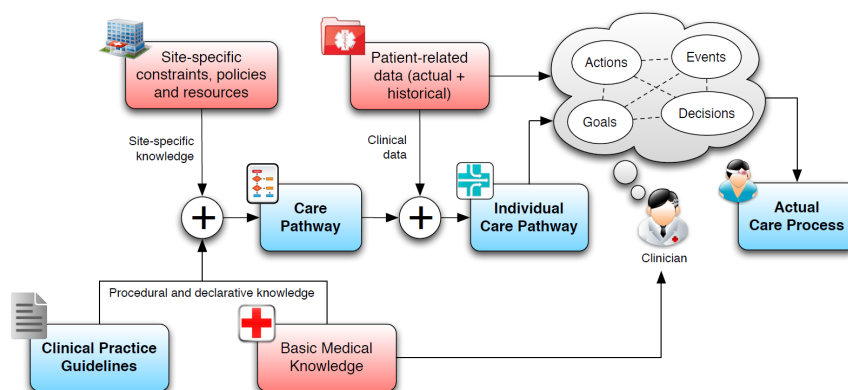 Site-specific
constraints, policies
and resources
Patient-related
data (actual +
historical)
Actions
Events
Goals
Decisions
Site-specific
knowledge
Clinical
data
Care
Pathway
Individual
Care Pathway
Clinician
Actual
Care Process
Procedural and declarative knowledge
Clinical Practice
Guidelines
Basic Medical
Knowledge